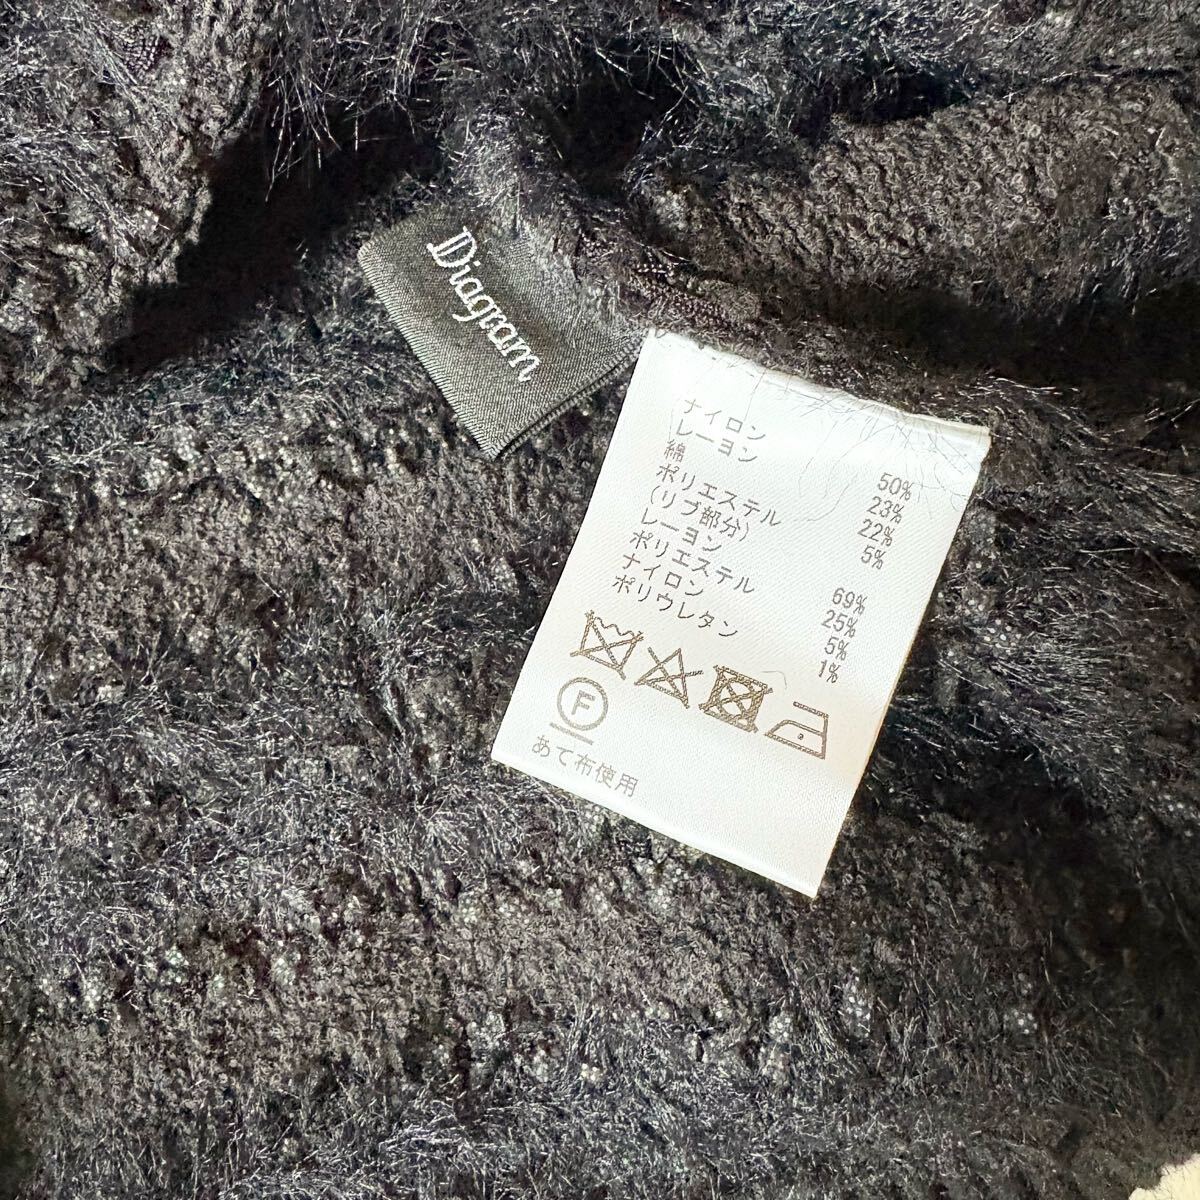 Diagram
ナイロン 50%
レーヨン 23%
綿 22%
ポリエステル 5%
(リブ部分)
レーヨン 69%
ポリエステル 25%
ナイロン 5%
ポリウレタン 1%
F
あて布使用